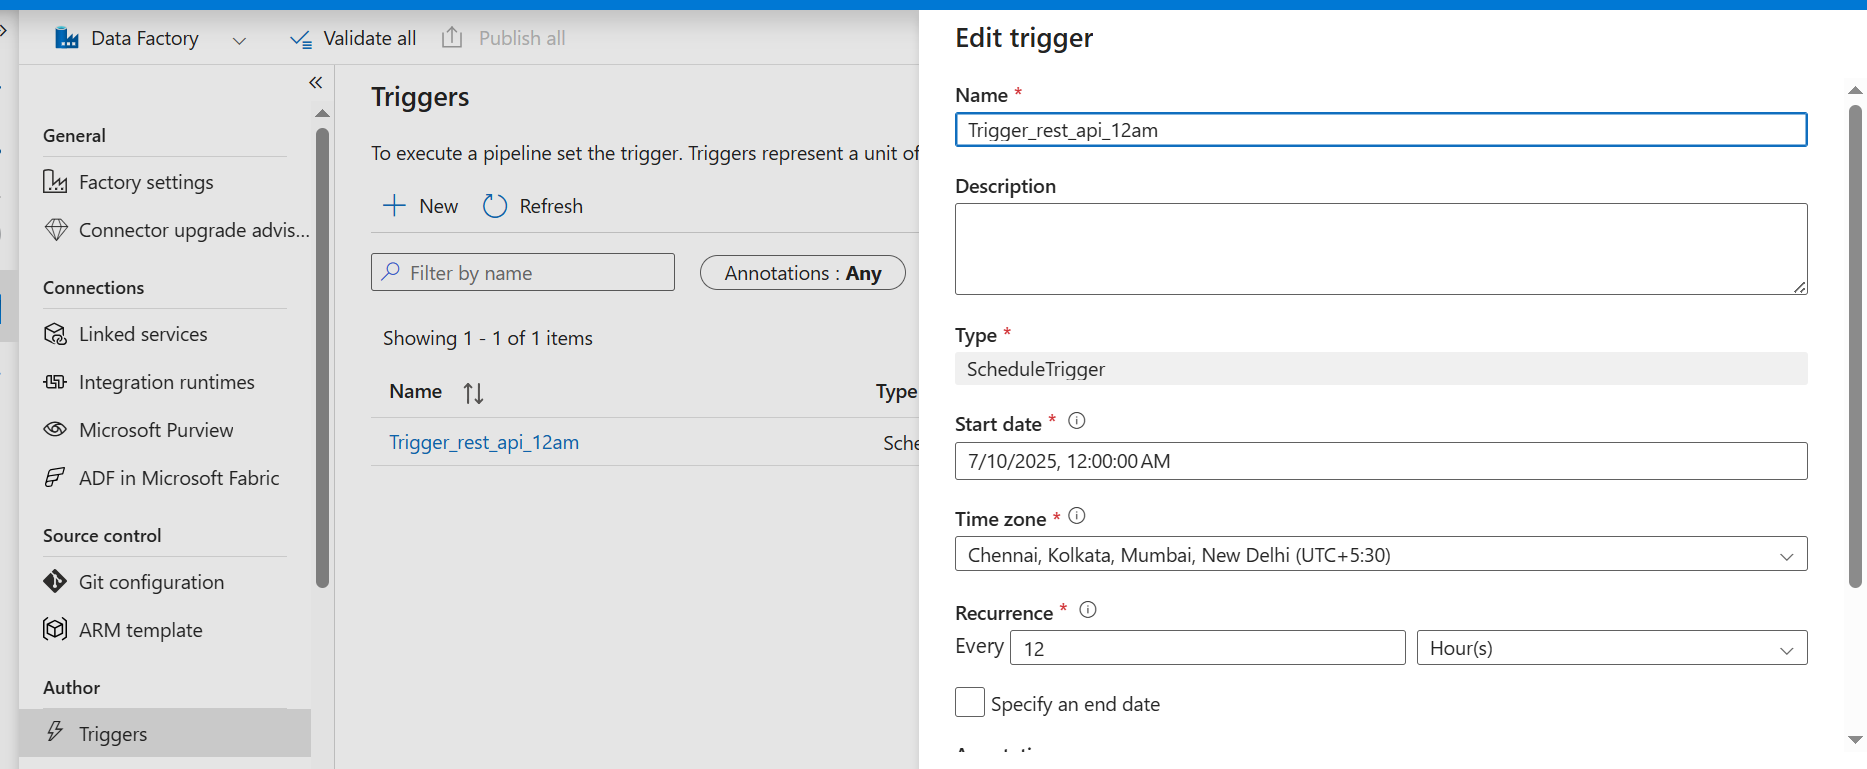 Data Factory
Validate all
Publish all
General
Factory settings
Connector upgrade advis...
Connections
Linked services
Integration runtimes
Microsoft Purview
ADF in Microsoft Fabric
Source control
Git configuration
ARM template
Author
Triggers
Triggers
To execute a pipeline set the trigger. Triggers represent a unit of
New
Refresh
Filter by name
Annotations : Any
Showing 1 - 1 of 1 items
Name
Type
Trigger_rest_api_12am
Sche
Edit trigger
Name *
Trigger_rest_api_12am
Description
Type *
ScheduleTrigger
Start date *
7/10/2025, 12:00:00 AM
Time zone *
Chennai, Kolkata, Mumbai, New Delhi (UTC+5:30)
Recurrence *
Every 12 Hour(s)
Specify an end date